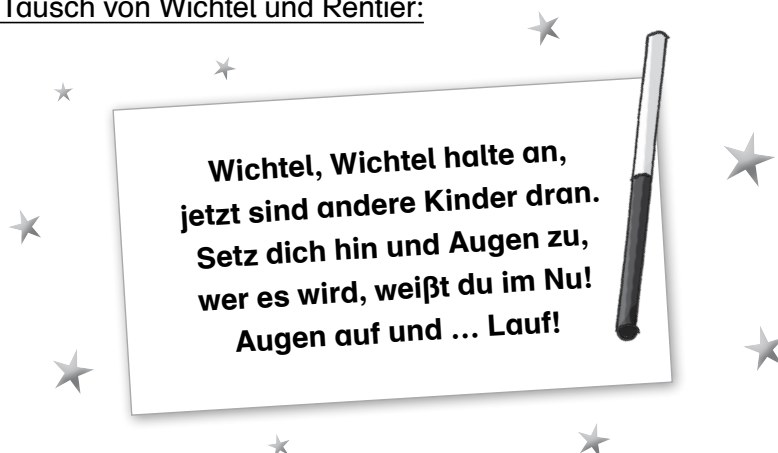 Tausch von Wichtel und Rentier:
Wichtel, Wichtel halte an,
jetzt sind andere Kinder dran.
Setz dich hin und Augen zu,
wer es wird, weißt du im Nu!
Augen auf und ... Lauf!